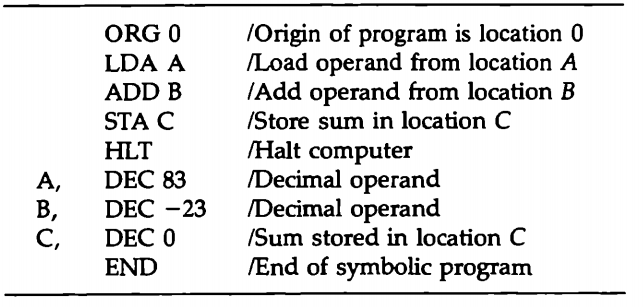 ORG 0 /Origin of program is location 0
LDA A /Load operand from location A
ADD B /Add operand from location B
STA C /Store sum in location C
HLT /Halt computer
A, DEC 83 /Decimal operand
B, DEC −23 /Decimal operand
C, DEC 0 /Sum stored in location C
END /End of symbolic program